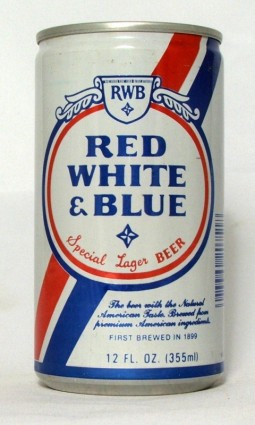 RWB
RED
WHITE
& BLUE
Special Lager BEER
The beer with the Natural
American Taste. Brewed from
premium American ingredients.
FIRST BREWED IN 1899
12 FL. OZ. (355ml)